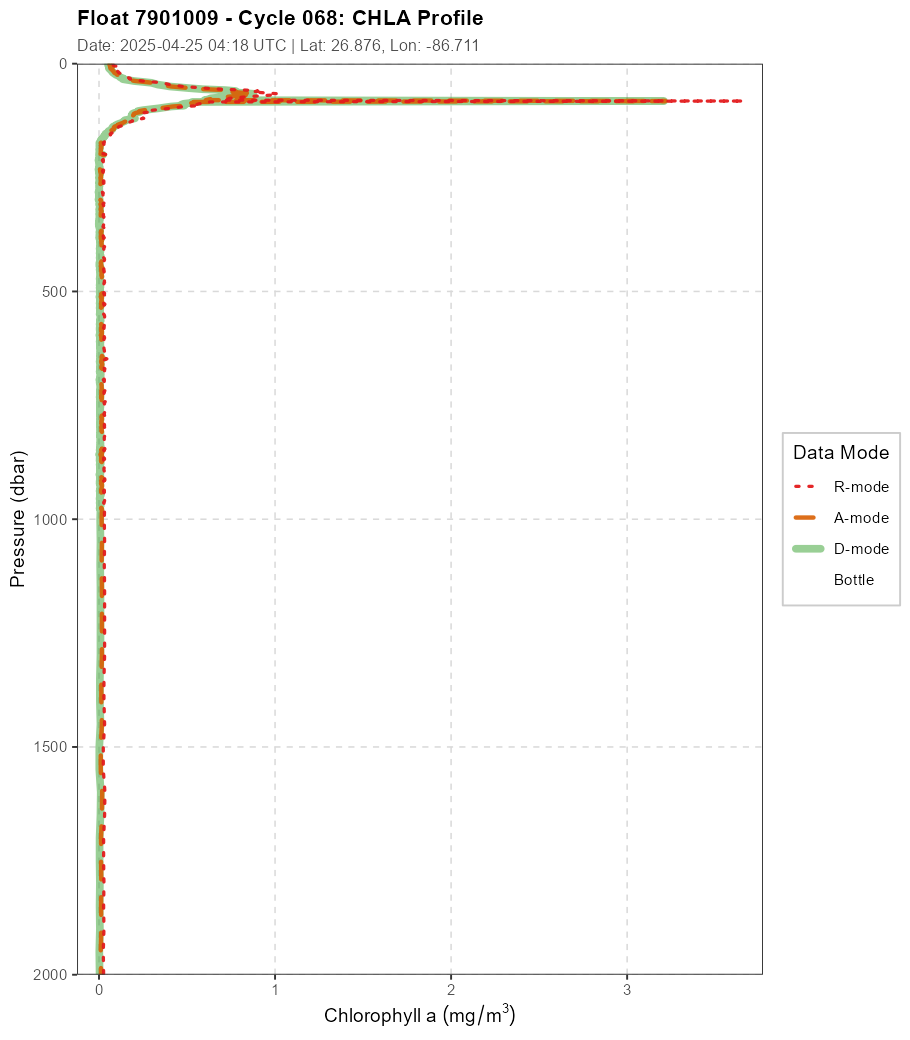 Float 7901009 - Cycle 068: CHLA Profile
Date: 2025-04-25 04:18 UTC | Lat: 26.876, Lon: -86.711
0
500
1000
1500
2000
Pressure (dbar)
0 1 2 3
Chlorophyll a (mg/m³)
Data Mode
R-mode
A-mode
D-mode
Bottle